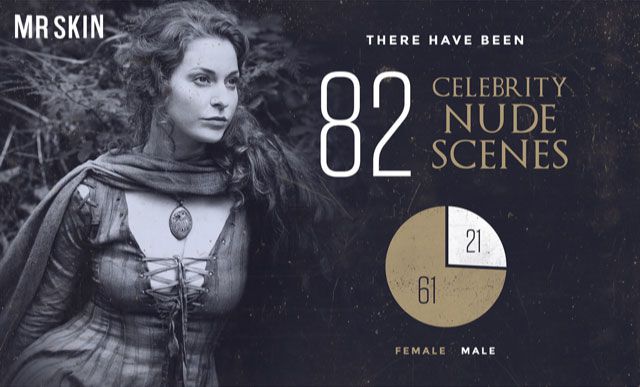 MR SKIN
THERE HAVE BEEN
82
CELEBRITY
NUDE
SCENES
21
61
FEMALE MALE